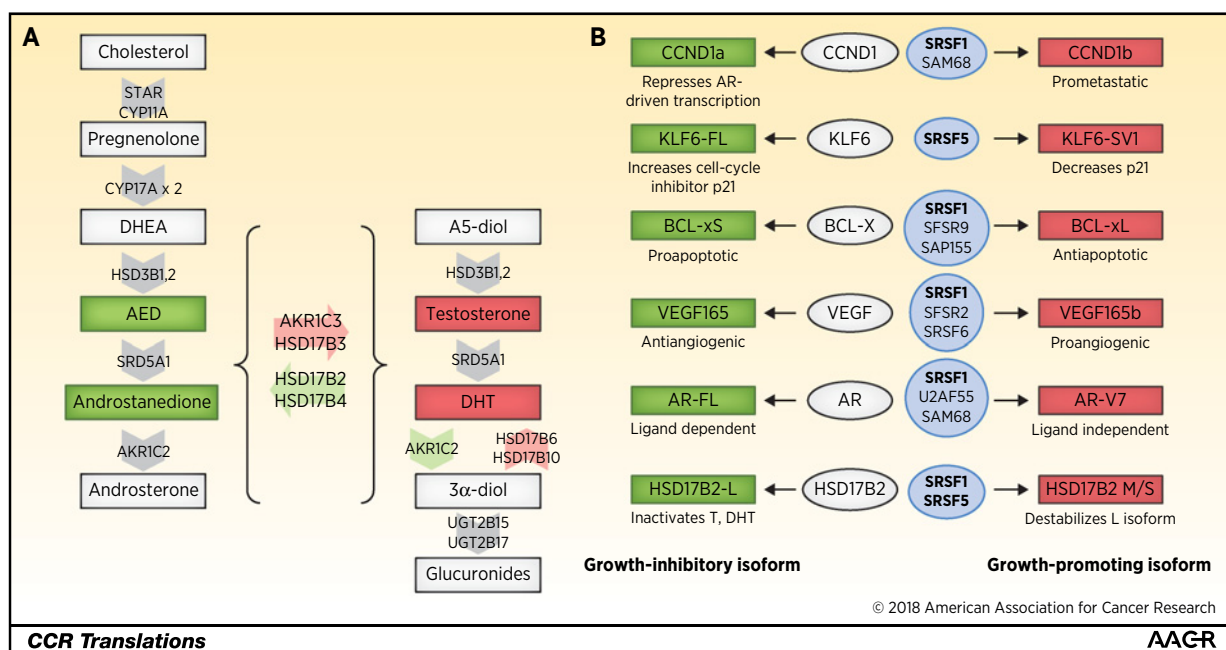 A
Cholesterol
STAR
CYP11A
Pregnenolone
CYP17A x 2
DHEA
HSD3B1,2
AED
SRD5A1
Androstanedione
AKR1C2
Androsterone
AKR1C3
HSD17B3
HSD17B2
HSD17B4
A5-diol
HSD3B1,2
Testosterone
SRD5A1
DHT
AKR1C2
HSD17B6
HSD17B10
3α-diol
UGT2B15
UGT2B17
Glucuronides
B
CCND1a
CCND1
SRSF1
SAM68
CCND1b
Represses AR-
driven transcription
Prometastatic
KLF6-FL
KLF6
SRSF5
KLF6-SV1
Increases cell-cycle
inhibitor p21
Decreases p21
BCL-xS
BCL-X
SRSF1
SFSR9
SAP155
BCL-xL
Proapoptotic
Antiapoptotic
VEGF165
VEGF
SRSF1
SFSR2
SRSF6
VEGF165b
Antiangiogenic
Proangiogenic
AR-FL
AR
SRSF1
U2AF55
SAM68
AR-V7
Ligand dependent
Ligand independent
HSD17B2-L
HSD17B2
SRSF1
SRSF5
HSD17B2 M/S
Inactivates T, DHT
Destabilizes L isoform
Growth-inhibitory isoform
Growth-promoting isoform
© 2018 American Association for Cancer Research
CCR Translations
AACR